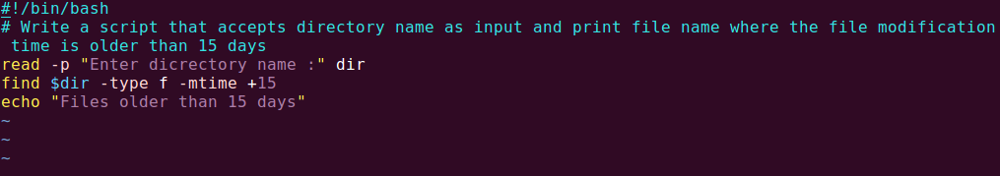 #!/bin/bash
# Write a script that accepts directory name as input and print file name where the file modification
 time is older than 15 days
read -p "Enter dicrectory name :" dir
find $dir -type f -mtime +15
echo "Files older than 15 days"
~
~
~